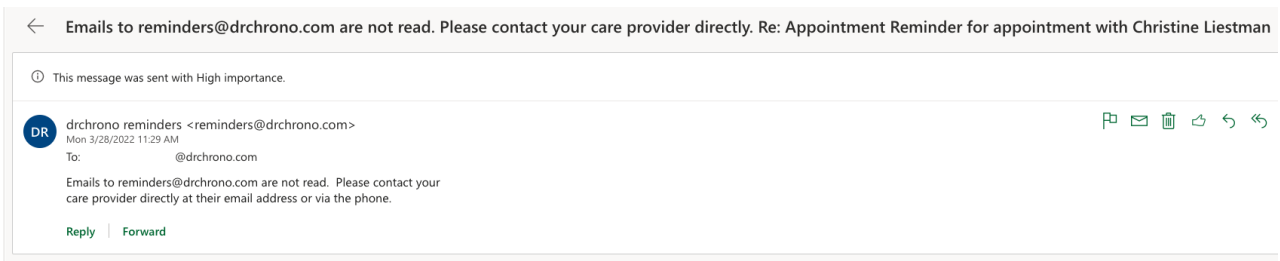 Emails to reminders@drchrono.com are not read. Please contact your care provider directly. Re: Appointment Reminder for appointment with Christine Liestman
This message was sent with High importance.
DR
drchrono reminders <reminders@drchrono.com>
Mon 3/28/2022 11:29 AM
To: @drchrono.com
Emails to reminders@drchrono.com are not read.  Please contact your
care provider directly at their email address or via the phone.
Reply Forward